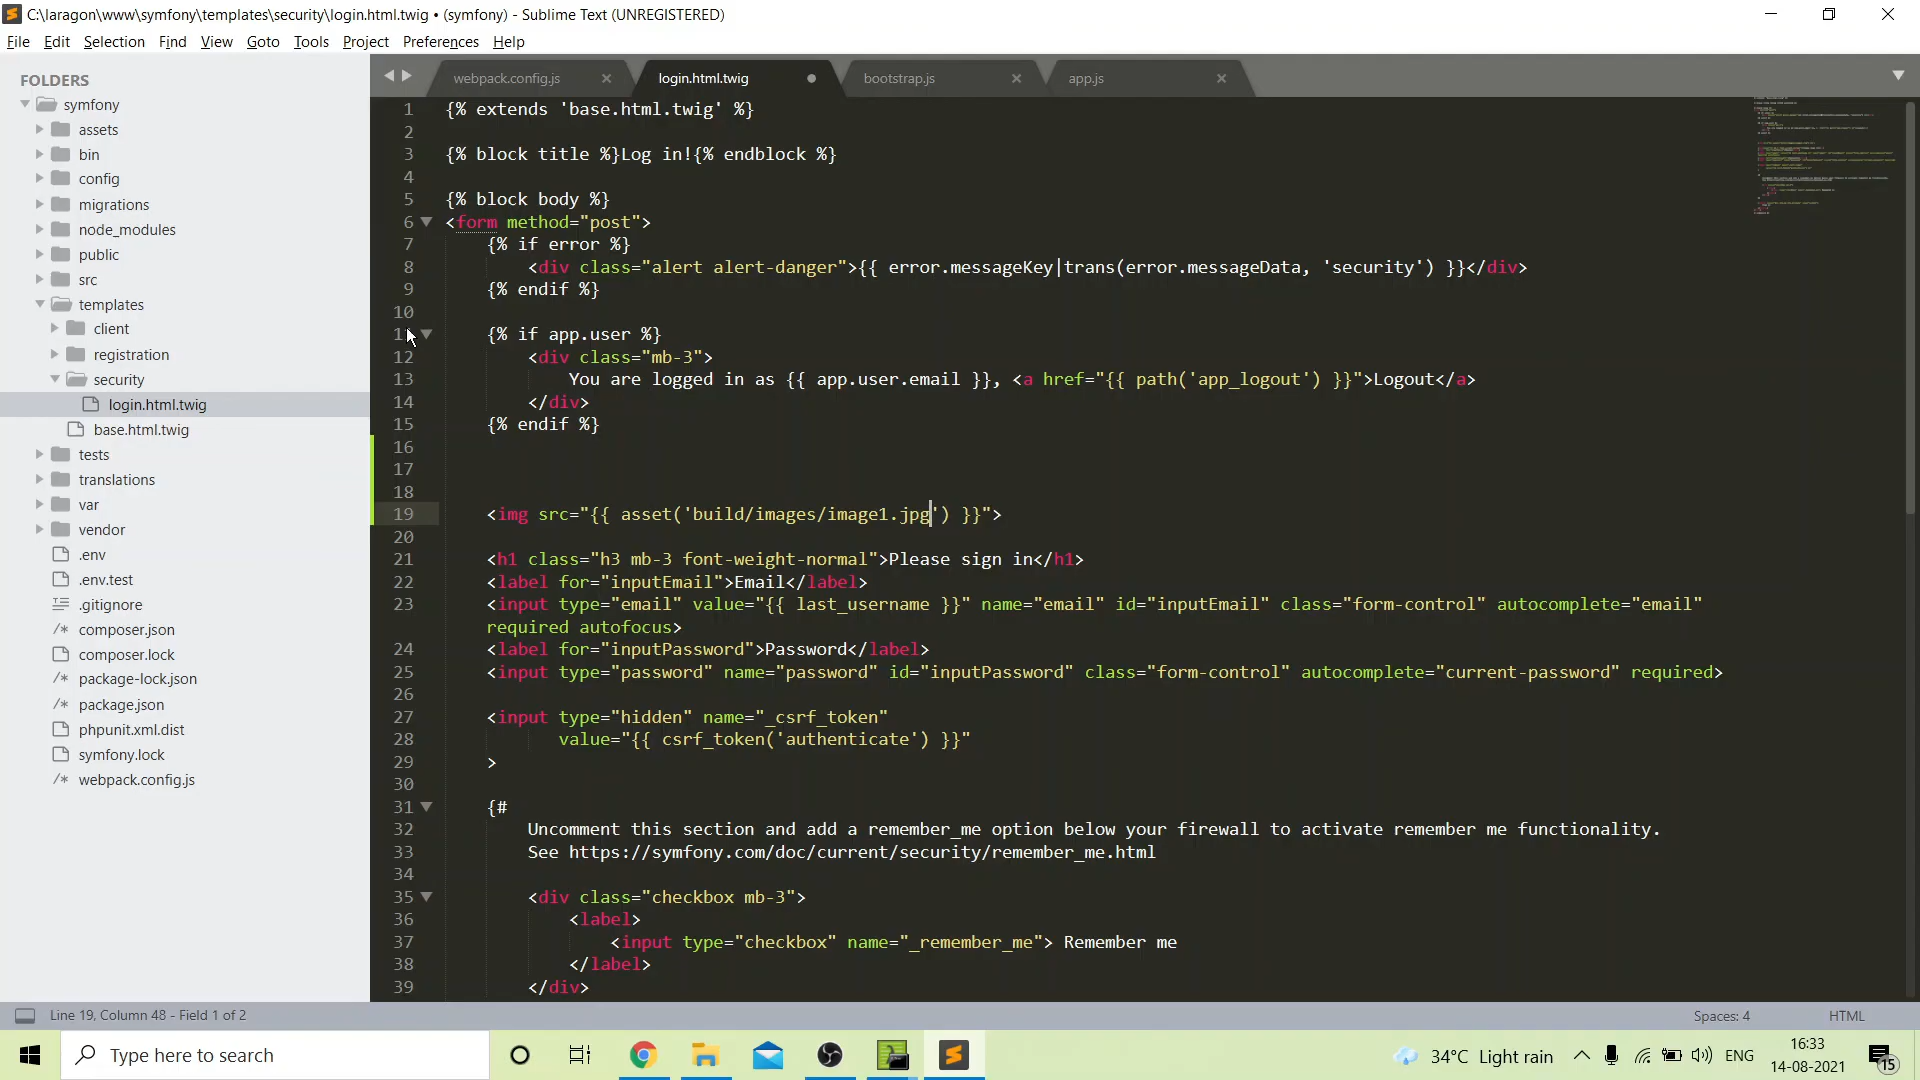 C:\laragon\www\symfony\templates\security\login.html.twig • (symfony) - Sublime Text (UNREGISTERED)
File Edit Selection Find View Goto Tools Project Preferences Help
FOLDERS
symfony
assets
bin
config
migrations
node_modules
public
src
templates
client
registration
security
login.html.twig
base.html.twig
tests
translations
var
vendor
.env
.env.test
.gitignore
composer.json
composer.lock
package-lock.json
package.json
phpunit.xml.dist
symfony.lock
webpack.config.js
webpack.config.js login.html.twig bootstrap.js app.js
1 {% extends 'base.html.twig' %}
2
3 {% block title %}Log in!{% endblock %}
4
5 {% block body %}
6 <form method="post">
7 {% if error %}
8 <div class="alert alert-danger">{{ error.messageKey|trans(error.messageData, 'security') }}</div>
9 {% endif %}
10
11 {% if app.user %}
12 <div class="mb-3">
13 You are logged in as {{ app.user.email }}, <a href="{{ path('app_logout') }}">Logout</a>
14 </div>
15 {% endif %}
16
17
18
19 <img src="{{ asset('build/images/image1.jpg') }}">
20
21 <h1 class="h3 mb-3 font-weight-normal">Please sign in</h1>
22 <label for="inputEmail">Email</label>
23 <input type="email" value="{{ last_username }}" name="email" id="inputEmail" class="form-control" autocomplete="email"
required autofocus>
24 <label for="inputPassword">Password</label>
25 <input type="password" name="password" id="inputPassword" class="form-control" autocomplete="current-password" required>
26
27 <input type="hidden" name="_csrf_token"
28 value="{{ csrf_token('authenticate') }}"
29 >
30
31 {#
32 Uncomment this section and add a remember_me option below your firewall to activate remember me functionality.
33 See https://symfony.com/doc/current/security/remember_me.html
34
35 <div class="checkbox mb-3">
36 <label>
37 <input type="checkbox" name="_remember_me"> Remember me
38 </label>
39 </div>
Line 19, Column 48 - Field 1 of 2
Spaces: 4 HTML
Type here to search
34°C Light rain
ENG
16:33
14-08-2021
15